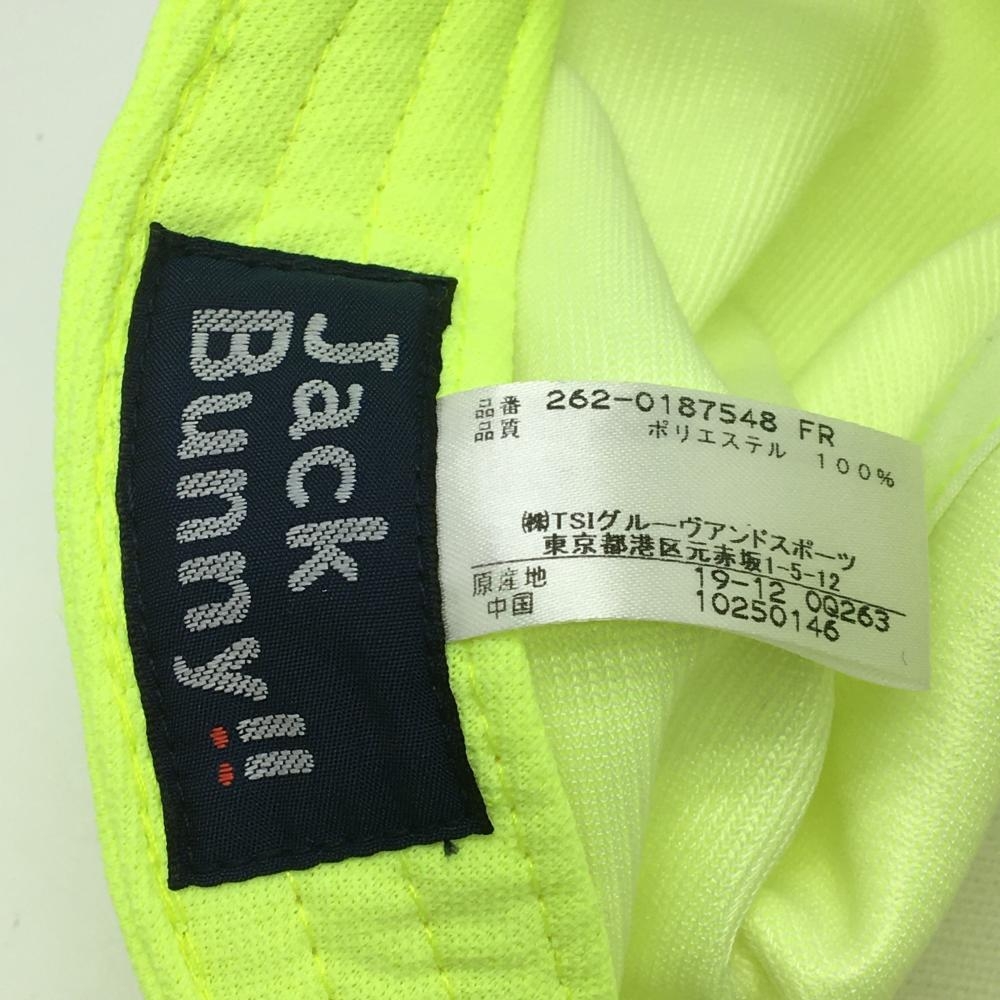 Jack
Bunny!!
品番 262-0187548 FR
品質 ポリエステル 100%
㈱TSIグルーヴアンドスポーツ
東京都港区元赤坂1-5-12
原産地 19-12 0Q263
中国 10250146